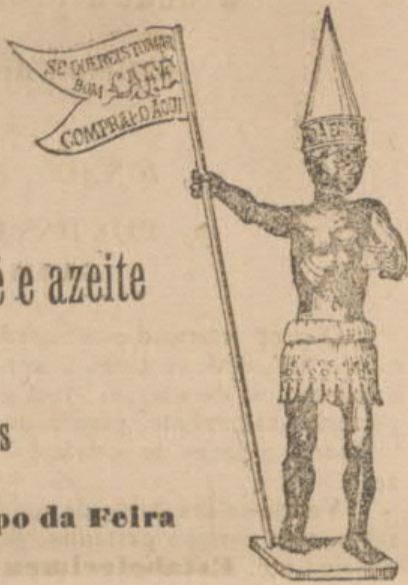 SE QUEREIS TOMAR
BOM CAFÉ
COMPRAI-O AQUI
é e azeite
s
po da Feira